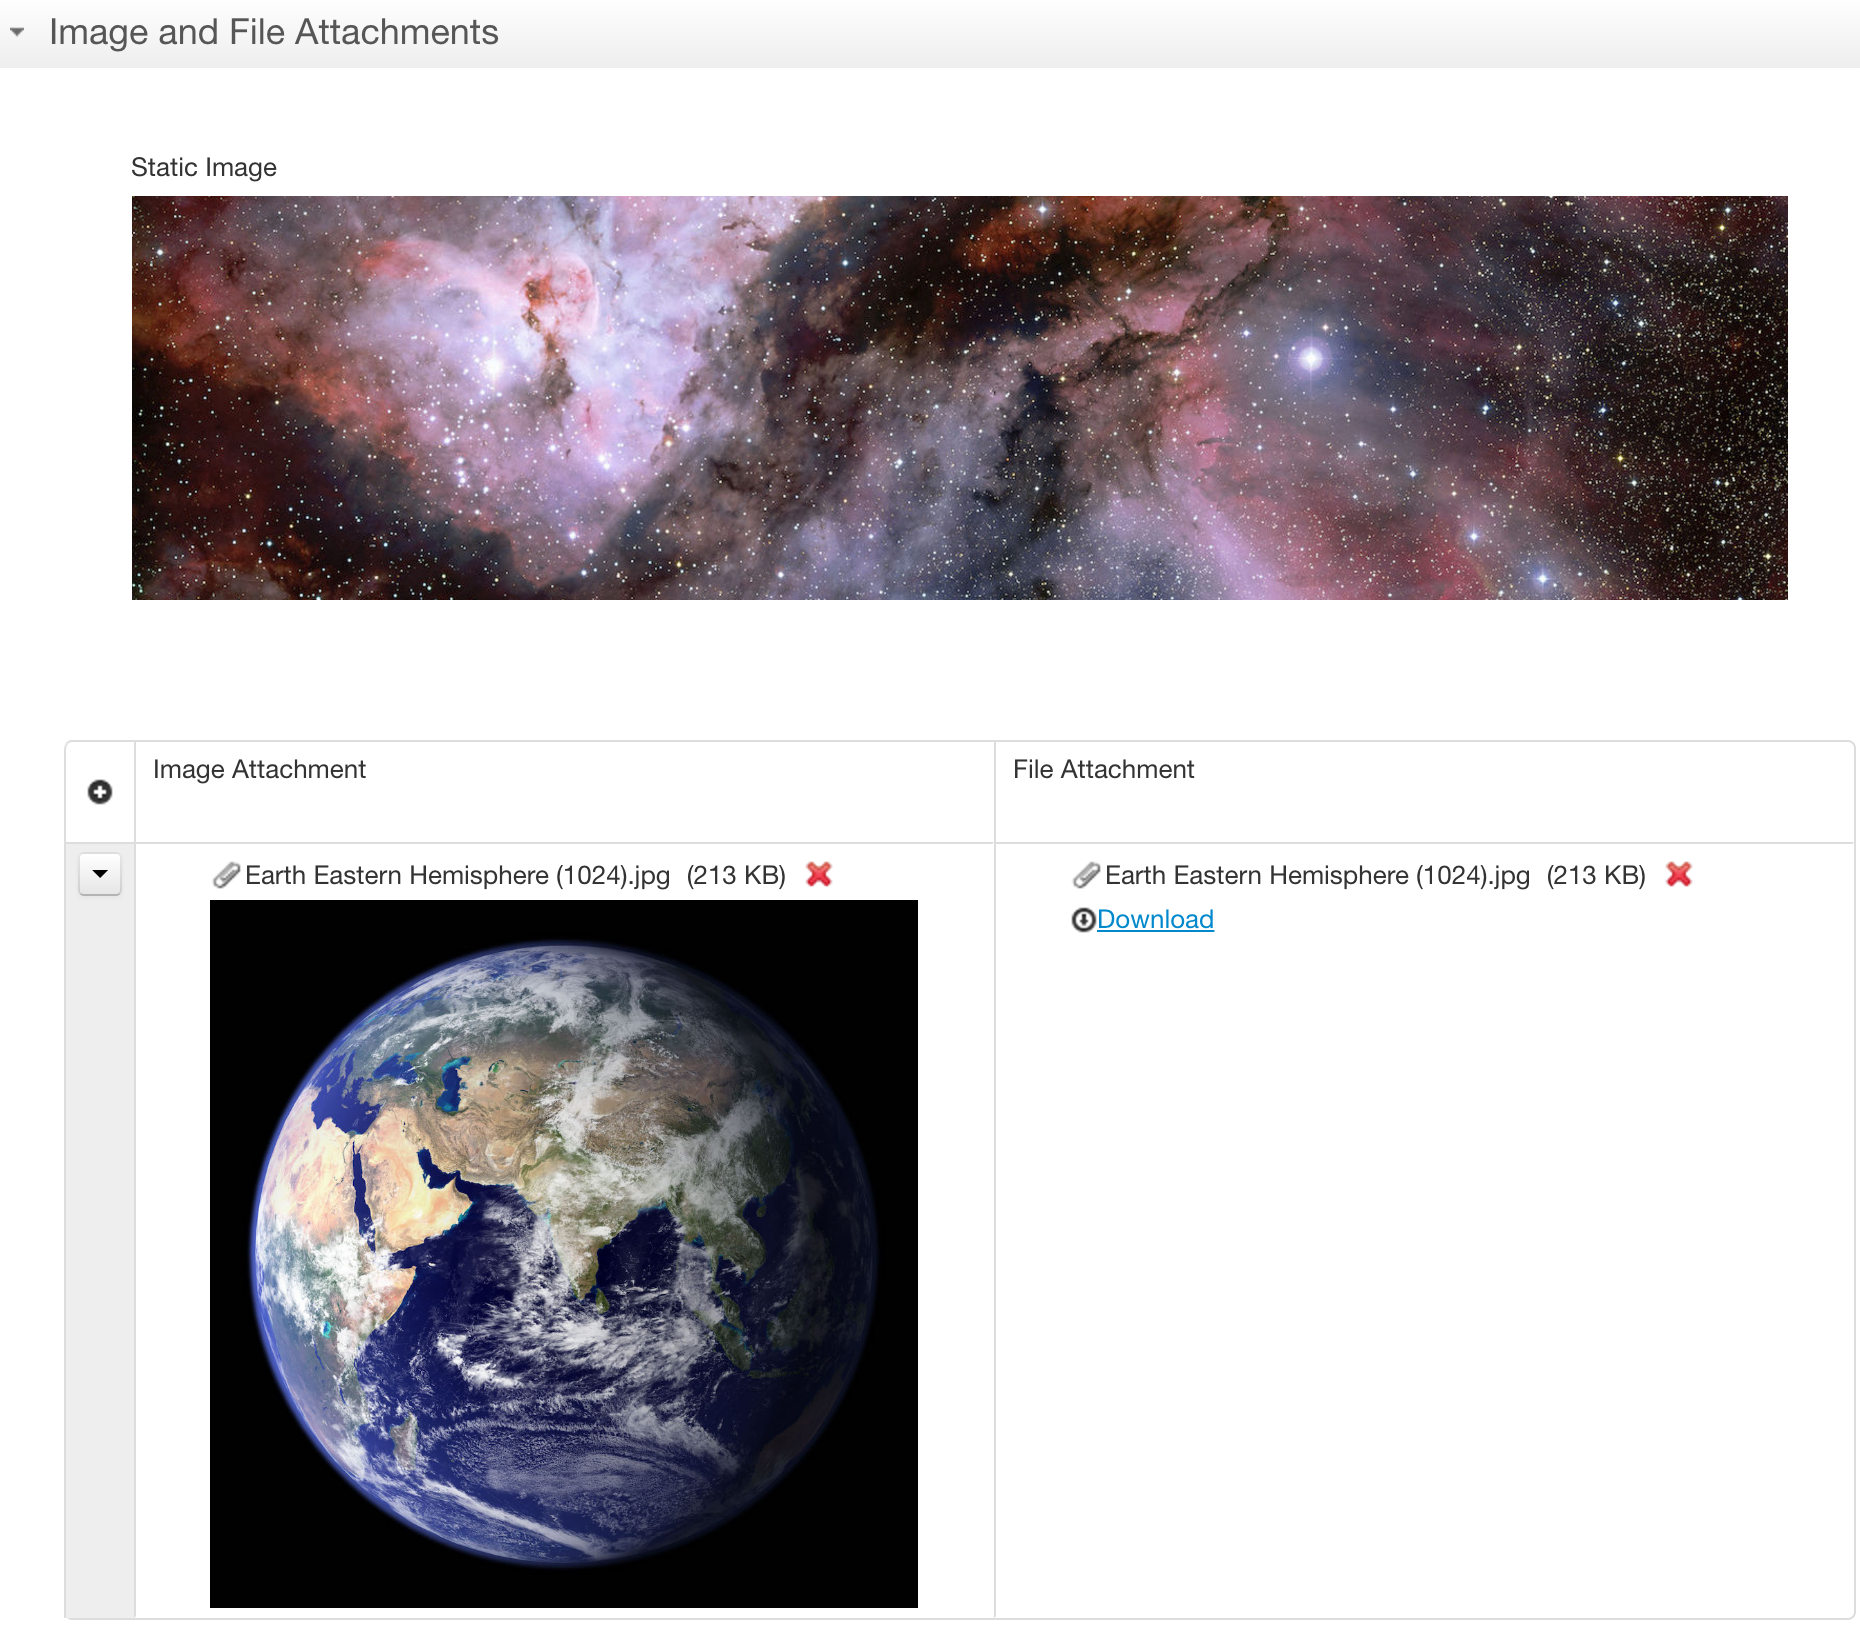 Image and File Attachments
Static Image
Image Attachment
File Attachment
Earth Eastern Hemisphere (1024).jpg (213 KB)
Earth Eastern Hemisphere (1024).jpg (213 KB)
Download